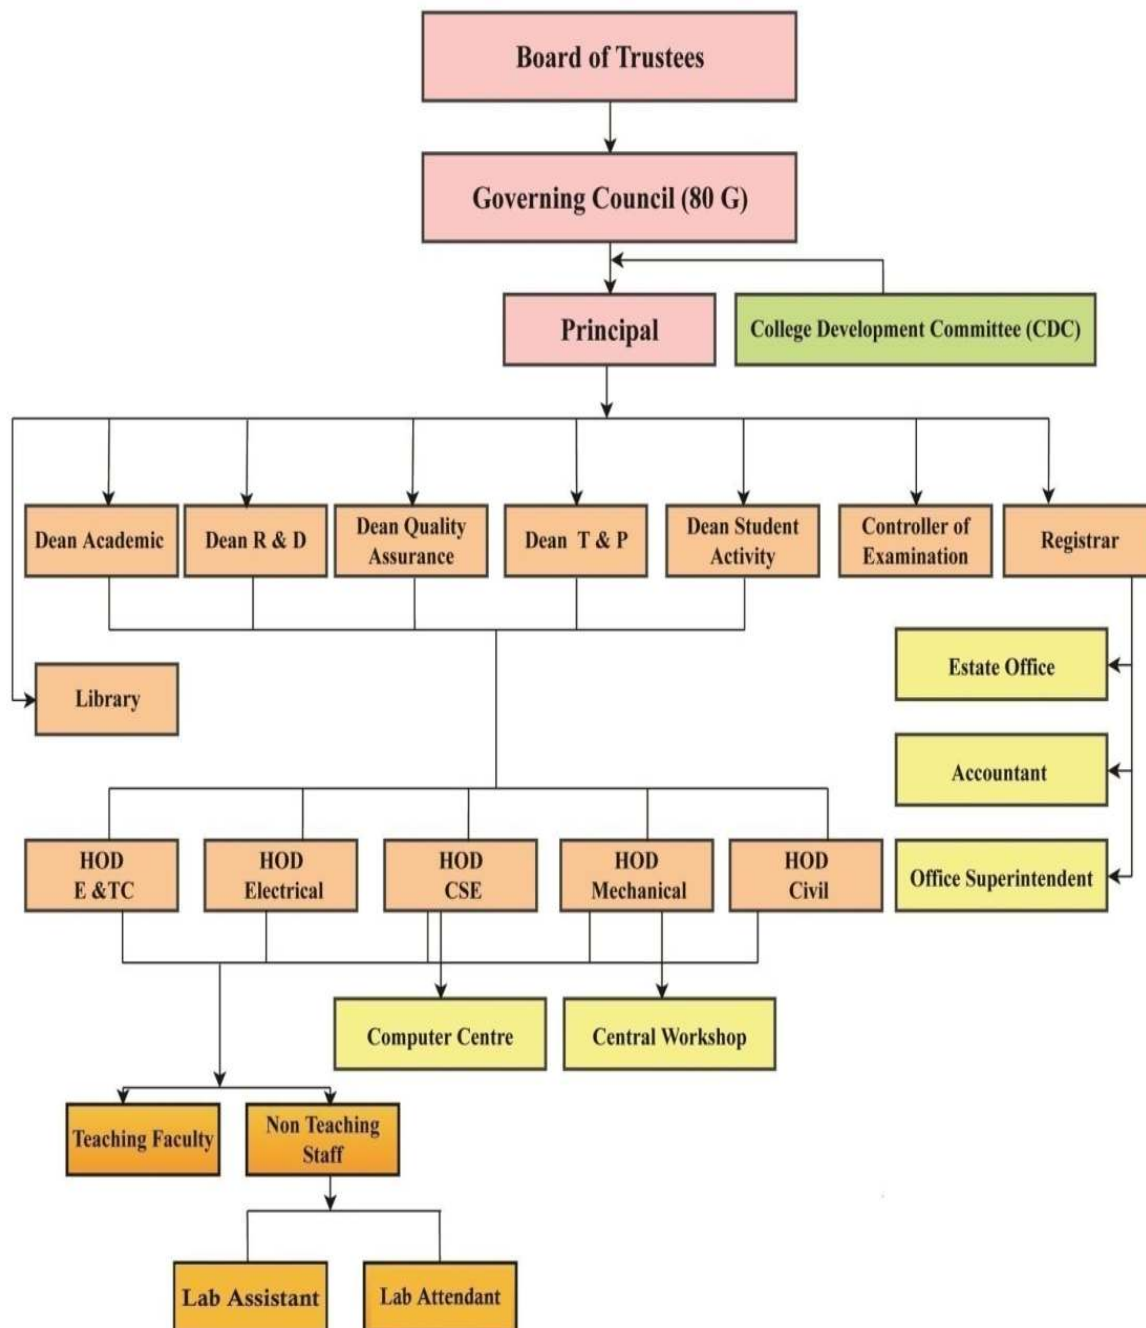 Board of Trustees
Governing Council (80 G)
Principal
College Development Committee (CDC)
Dean Academic
Dean R & D
Dean Quality
Assurance
Dean T & P
Dean Student
Activity
Controller of
Examination
Registrar
Library
Estate Office
Accountant
Office Superintendent
HOD
E &TC
HOD
Electrical
HOD
CSE
HOD
Mechanical
HOD
Civil
Computer Centre
Central Workshop
Teaching Faculty
Non Teaching
Staff
Lab Assistant
Lab Attendant